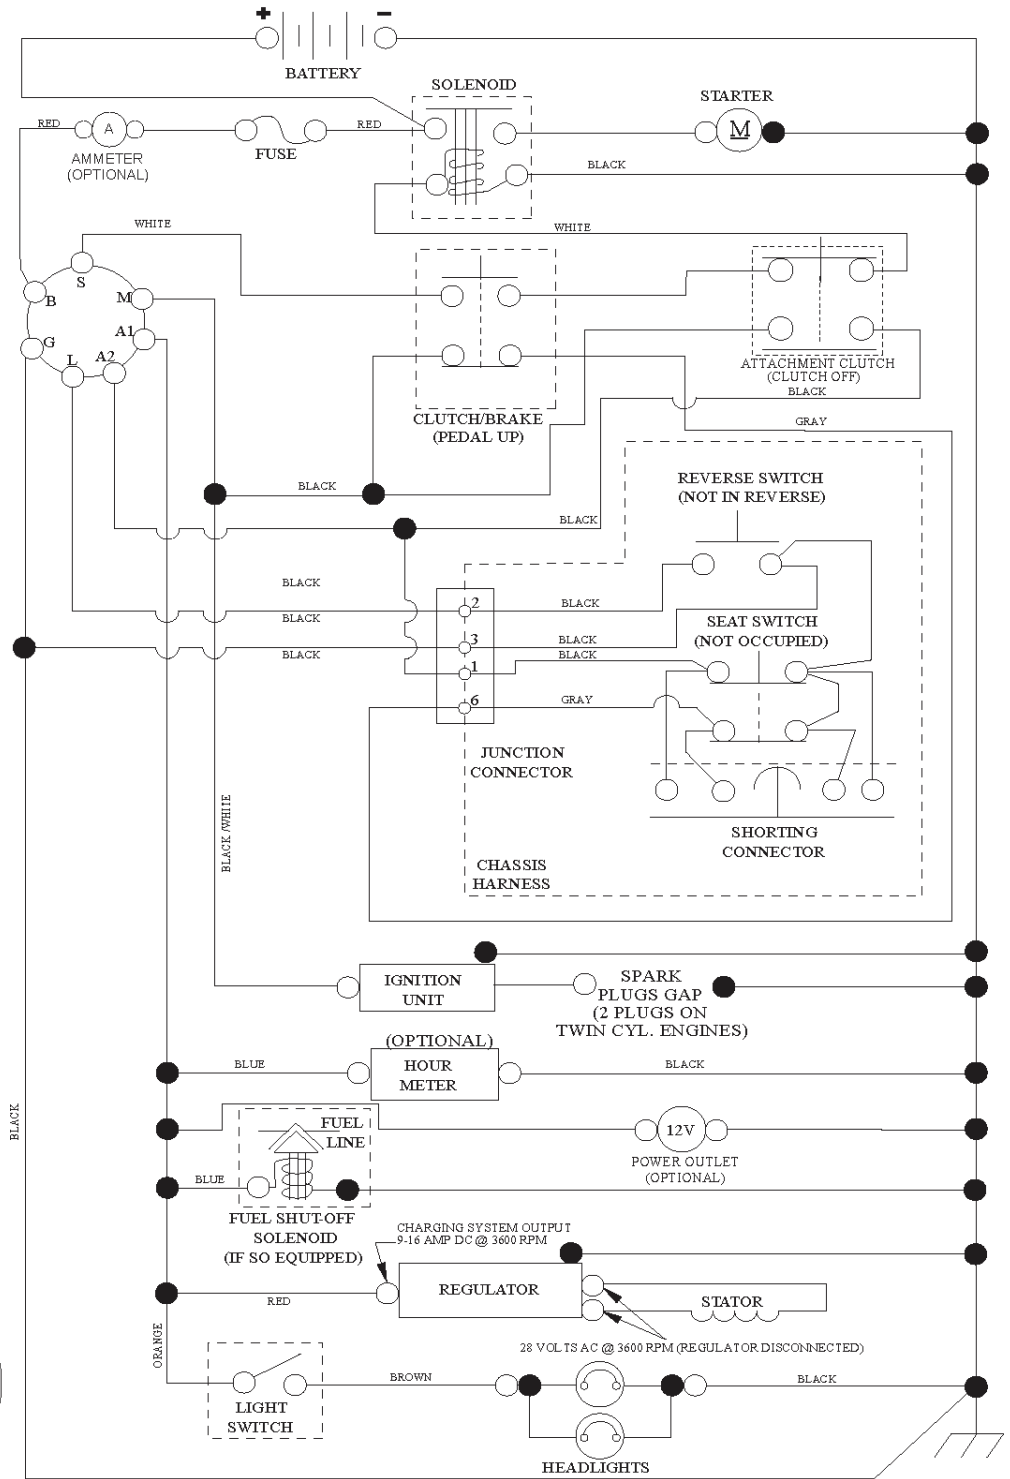 + −
BATTERY
SOLENOID
STARTER
RED
A
RED
M
FUSE
AMMETER
(OPTIONAL)
BLACK
WHITE
WHITE
S
B
M
A1
G
L
A2
ATTACHMENT CLUTCH
(CLUTCH OFF)
BLACK
CLUTCH/BRAKE
(PEDAL UP)
GRAY
REVERSE SWITCH
(NOT IN REVERSE)
BLACK
BLACK
BLACK
2
BLACK
BLACK
SEAT SWITCH
(NOT OCCUPIED)
3
BLACK
BLACK
BLACK
1
6
GRAY
JUNCTION
CONNECTOR
BLACK /WHITE
SHORTING
CONNECTOR
CHASSIS
HARNESS
IGNITION
UNIT
SPARK
PLUGS GAP
(2 PLUGS ON
TWIN CYL. ENGINES)
(OPTIONAL)
HOUR
METER
BLUE
BLACK
BLACK
FUEL
LINE
12V
POWER OUTLET
(OPTIONAL)
BLUE
FUEL SHUT-OFF
SOLENOID
(IF SO EQUIPPED)
CHARGING SYSTEM OUTPUT
9-16 AMP DC @ 3600 RPM
REGULATOR
STATOR
RED
28 VOLTS AC @ 3600 RPM (REGULATOR DISCONNECTED)
ORANGE
BROWN
BLACK
LIGHT
SWITCH
HEADLIGHTS